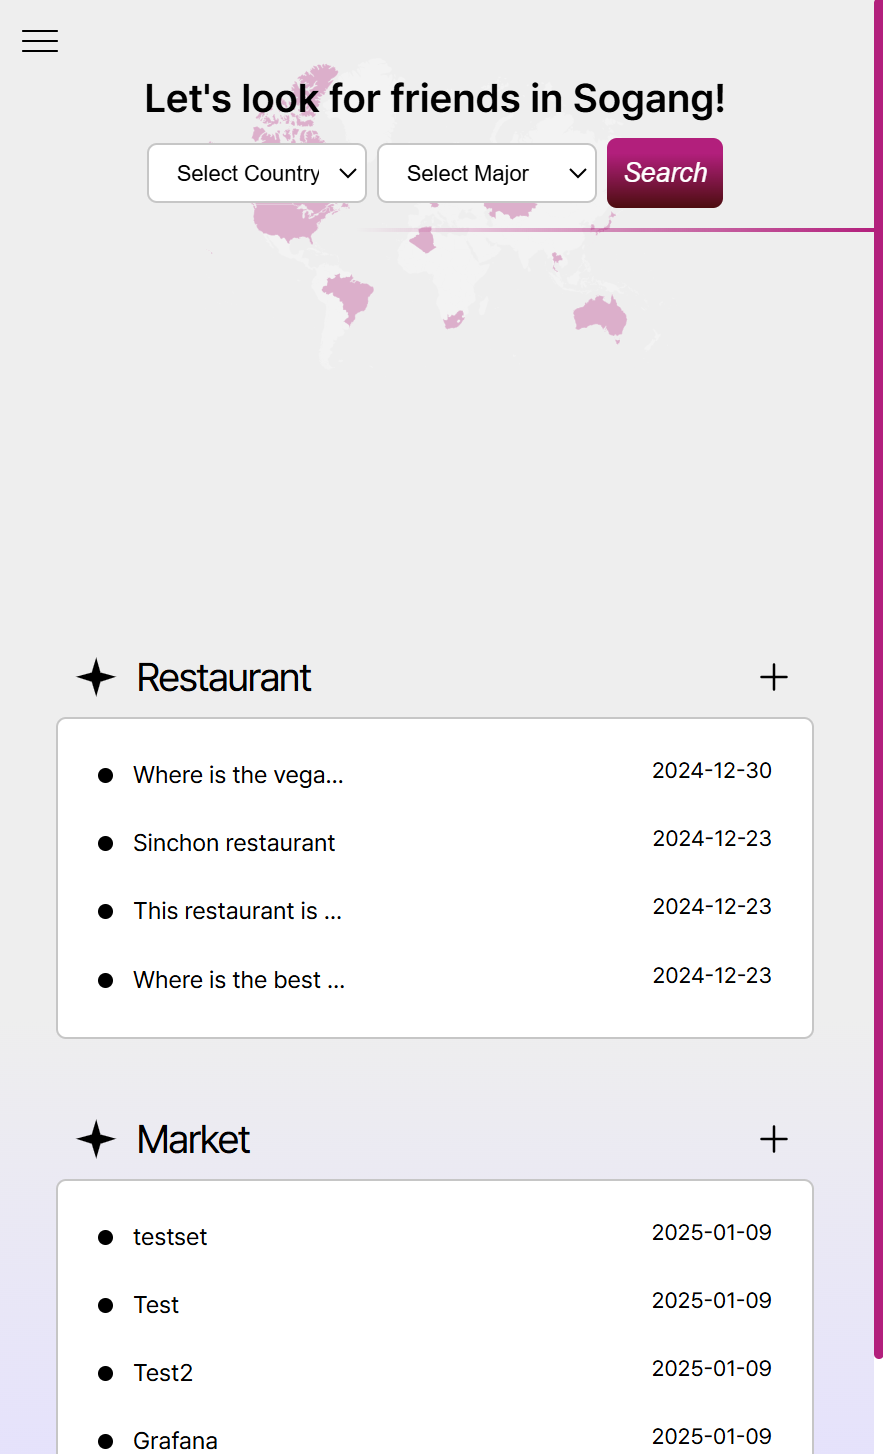 Let's look for friends in Sogang!
Select Country
Select Major
Search
Restaurant
Where is the vega... 2024-12-30
Sinchon restaurant 2024-12-23
This restaurant is ... 2024-12-23
Where is the best ... 2024-12-23
Market
testset 2025-01-09
Test 2025-01-09
Test2 2025-01-09
Grafana 2025-01-09